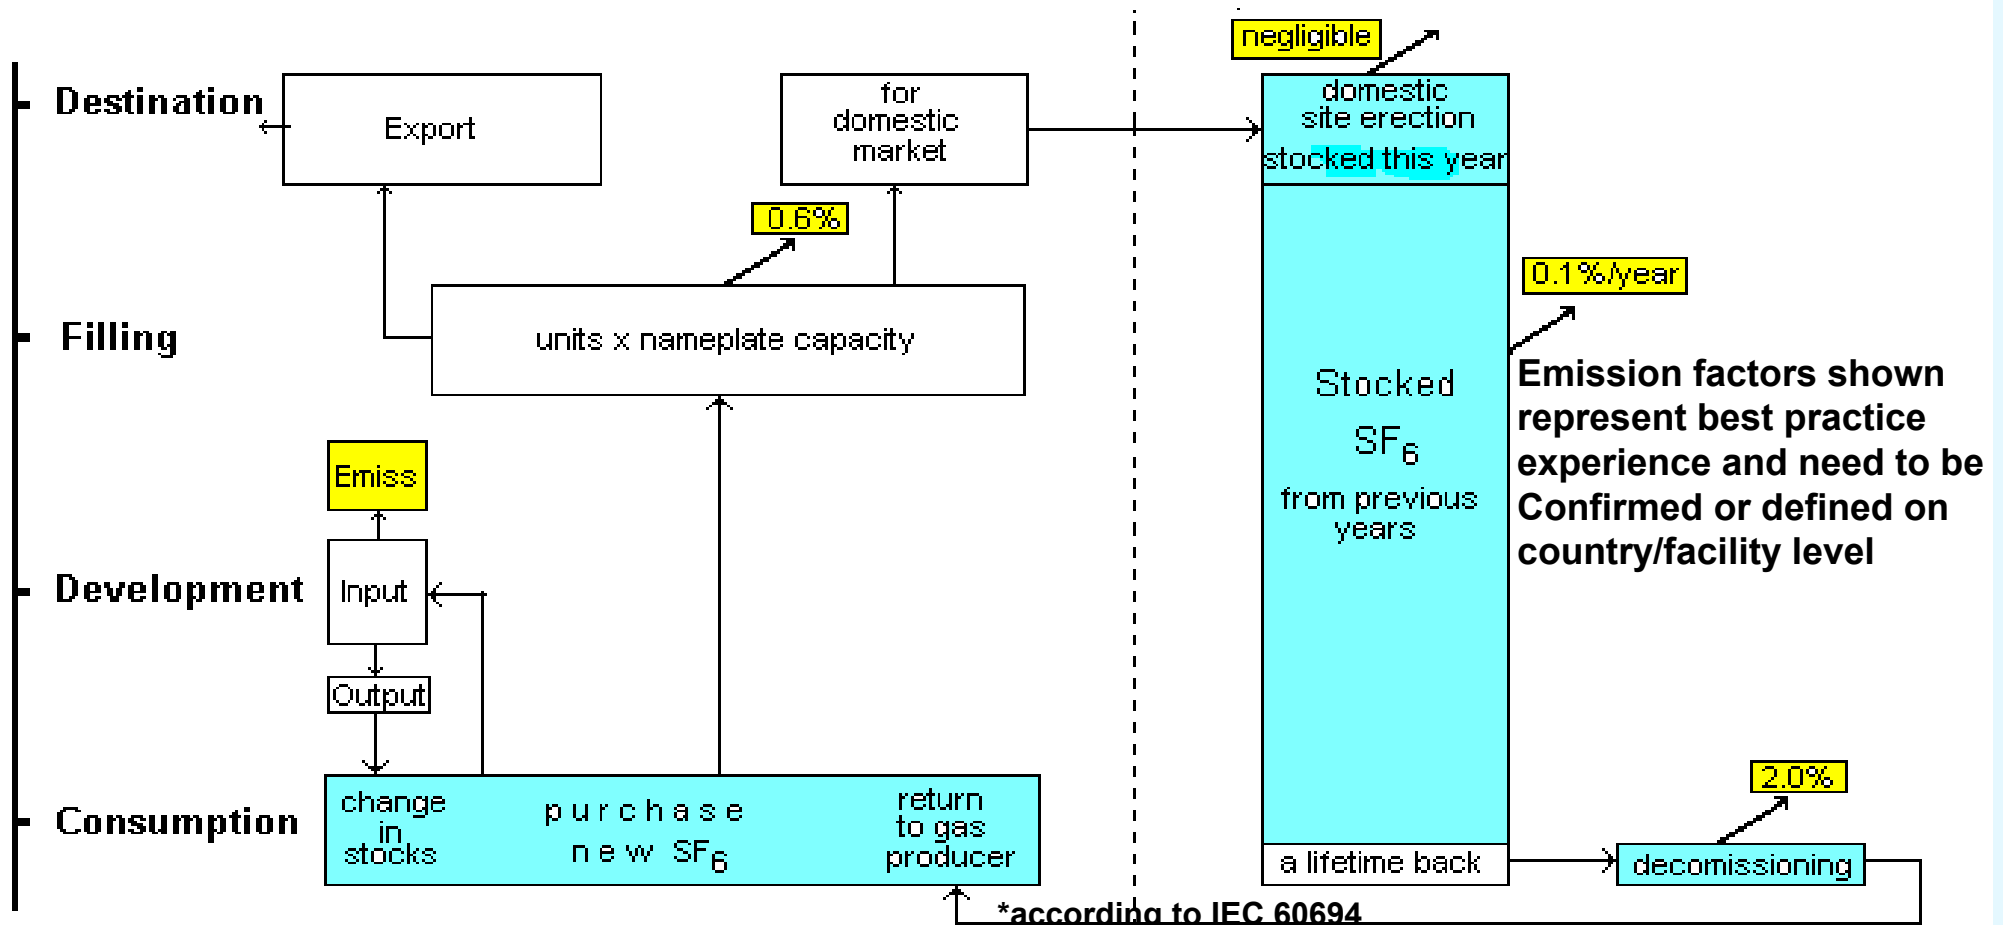 negligible
Destination
Export
for
domestic
market
domestic
site erection
stocked this year
0.6%
0.1%/year
Filling
units x nameplate capacity
Stocked
SF6
from previous
years
Emission factors shown
represent best practice
experience and need to be
Confirmed or defined on
country/facility level
Emiss
Development
Input
Output
Consumption
change
in
stocks
purchase
new SF6
return
to gas
producer
2.0%
a lifetime back
decomissioning
*according to IEC 60694